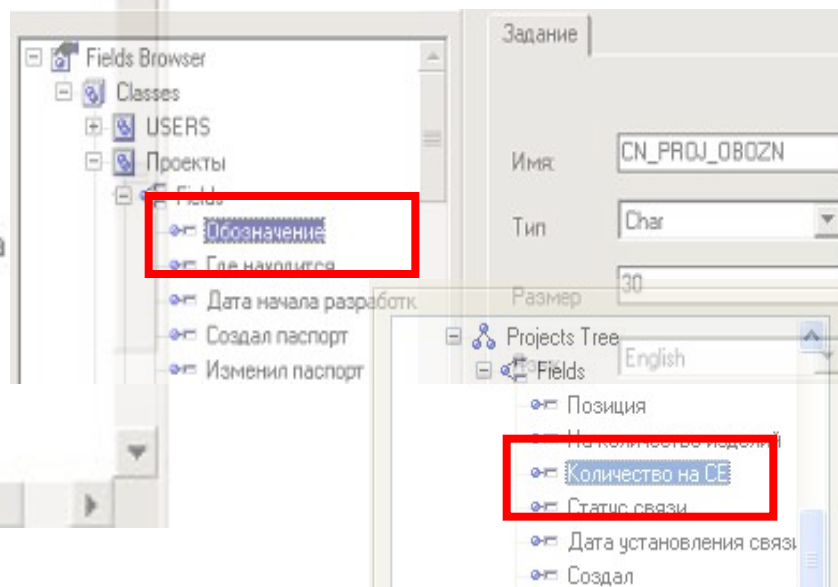 Fields Browser
Classes
USERS
Проекты
Fields
Обозначение
Где находится
Дата начала разработк
Создал паспорт
Изменил паспорт
Задание
Имя:
CN_PROJ_OBOZN
Тип
Char
Размер
30
English
Projects Tree
Fields
Позиция
На количество изделий
Количество на СЕ
Статус связи
Дата установления связи
Создал